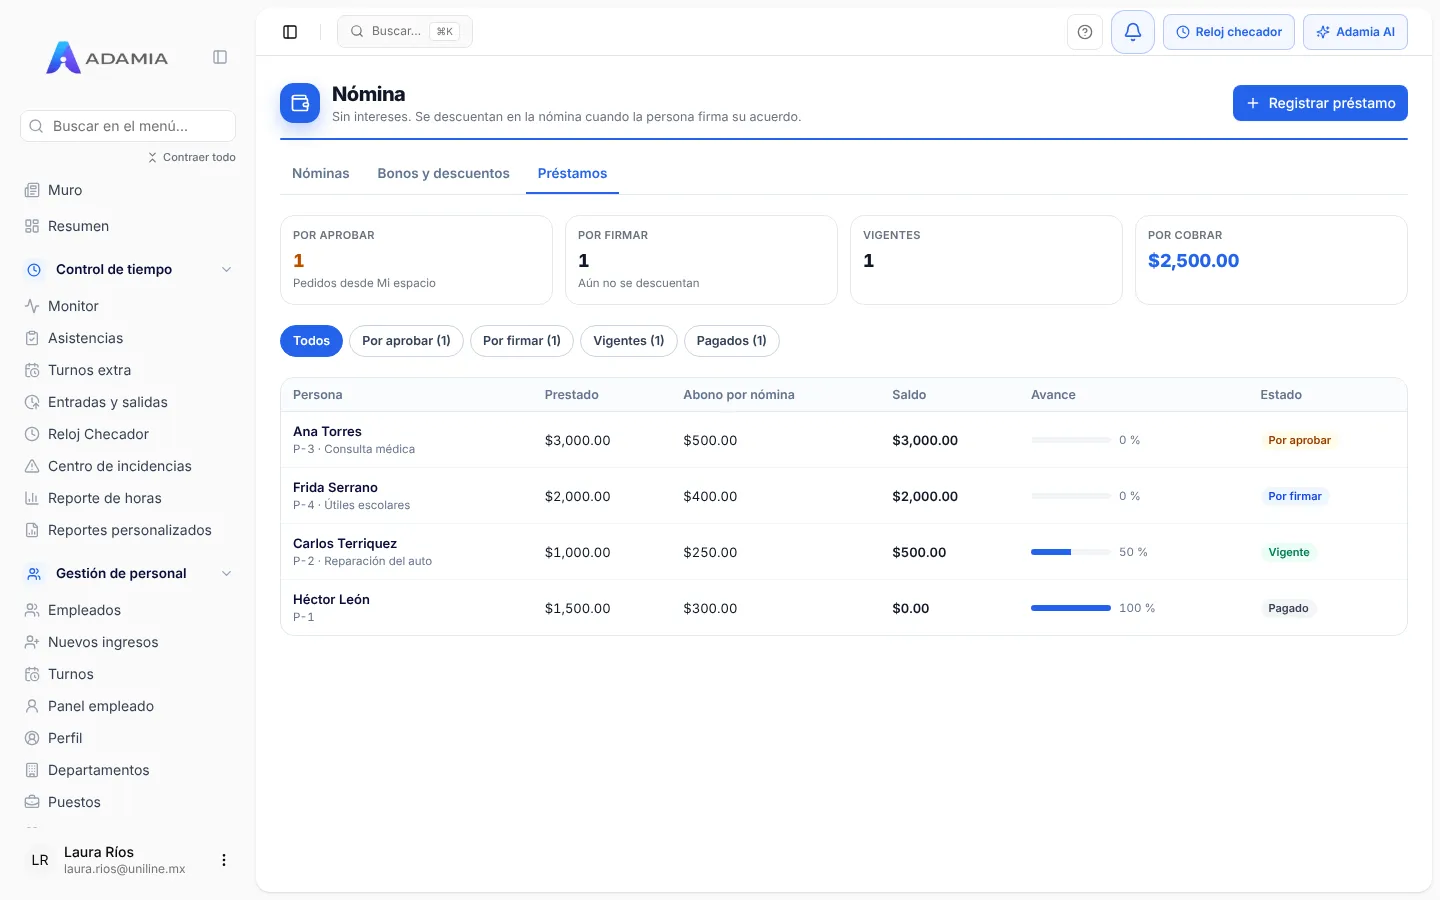 ADAMIA
Buscar en el menú...
Contraer todo
Muro
Resumen
Control de tiempo
Monitor
Asistencias
Turnos extra
Entradas y salidas
Reloj Checador
Centro de incidencias
Reporte de horas
Reportes personalizados
Gestión de personal
Empleados
Nuevos ingresos
Turnos
Panel empleado
Perfil
Departamentos
Puestos
LR
Laura Ríos
laura.rios@uniline.mx
Buscar... ⌘K
Reloj checador
Adamia AI
Nómina
Sin intereses. Se descuentan en la nómina cuando la persona firma su acuerdo.
Registrar préstamo
Nóminas Bonos y descuentos Préstamos
POR APROBAR
1
Pedidos desde Mi espacio
POR FIRMAR
1
Aún no se descuentan
VIGENTES
1
POR COBRAR
$2,500.00
Todos Por aprobar (1) Por firmar (1) Vigentes (1) Pagados (1)
Persona Prestado Abono por nómina Saldo Avance Estado
Ana Torres
P-3 · Consulta médica
$3,000.00 $500.00 $3,000.00 0 % Por aprobar
Frida Serrano
P-4 · Útiles escolares
$2,000.00 $400.00 $2,000.00 0 % Por firmar
Carlos Terriquez
P-2 · Reparación del auto
$1,000.00 $250.00 $500.00 50 % Vigente
Héctor León
P-1
$1,500.00 $300.00 $0.00 100 % Pagado